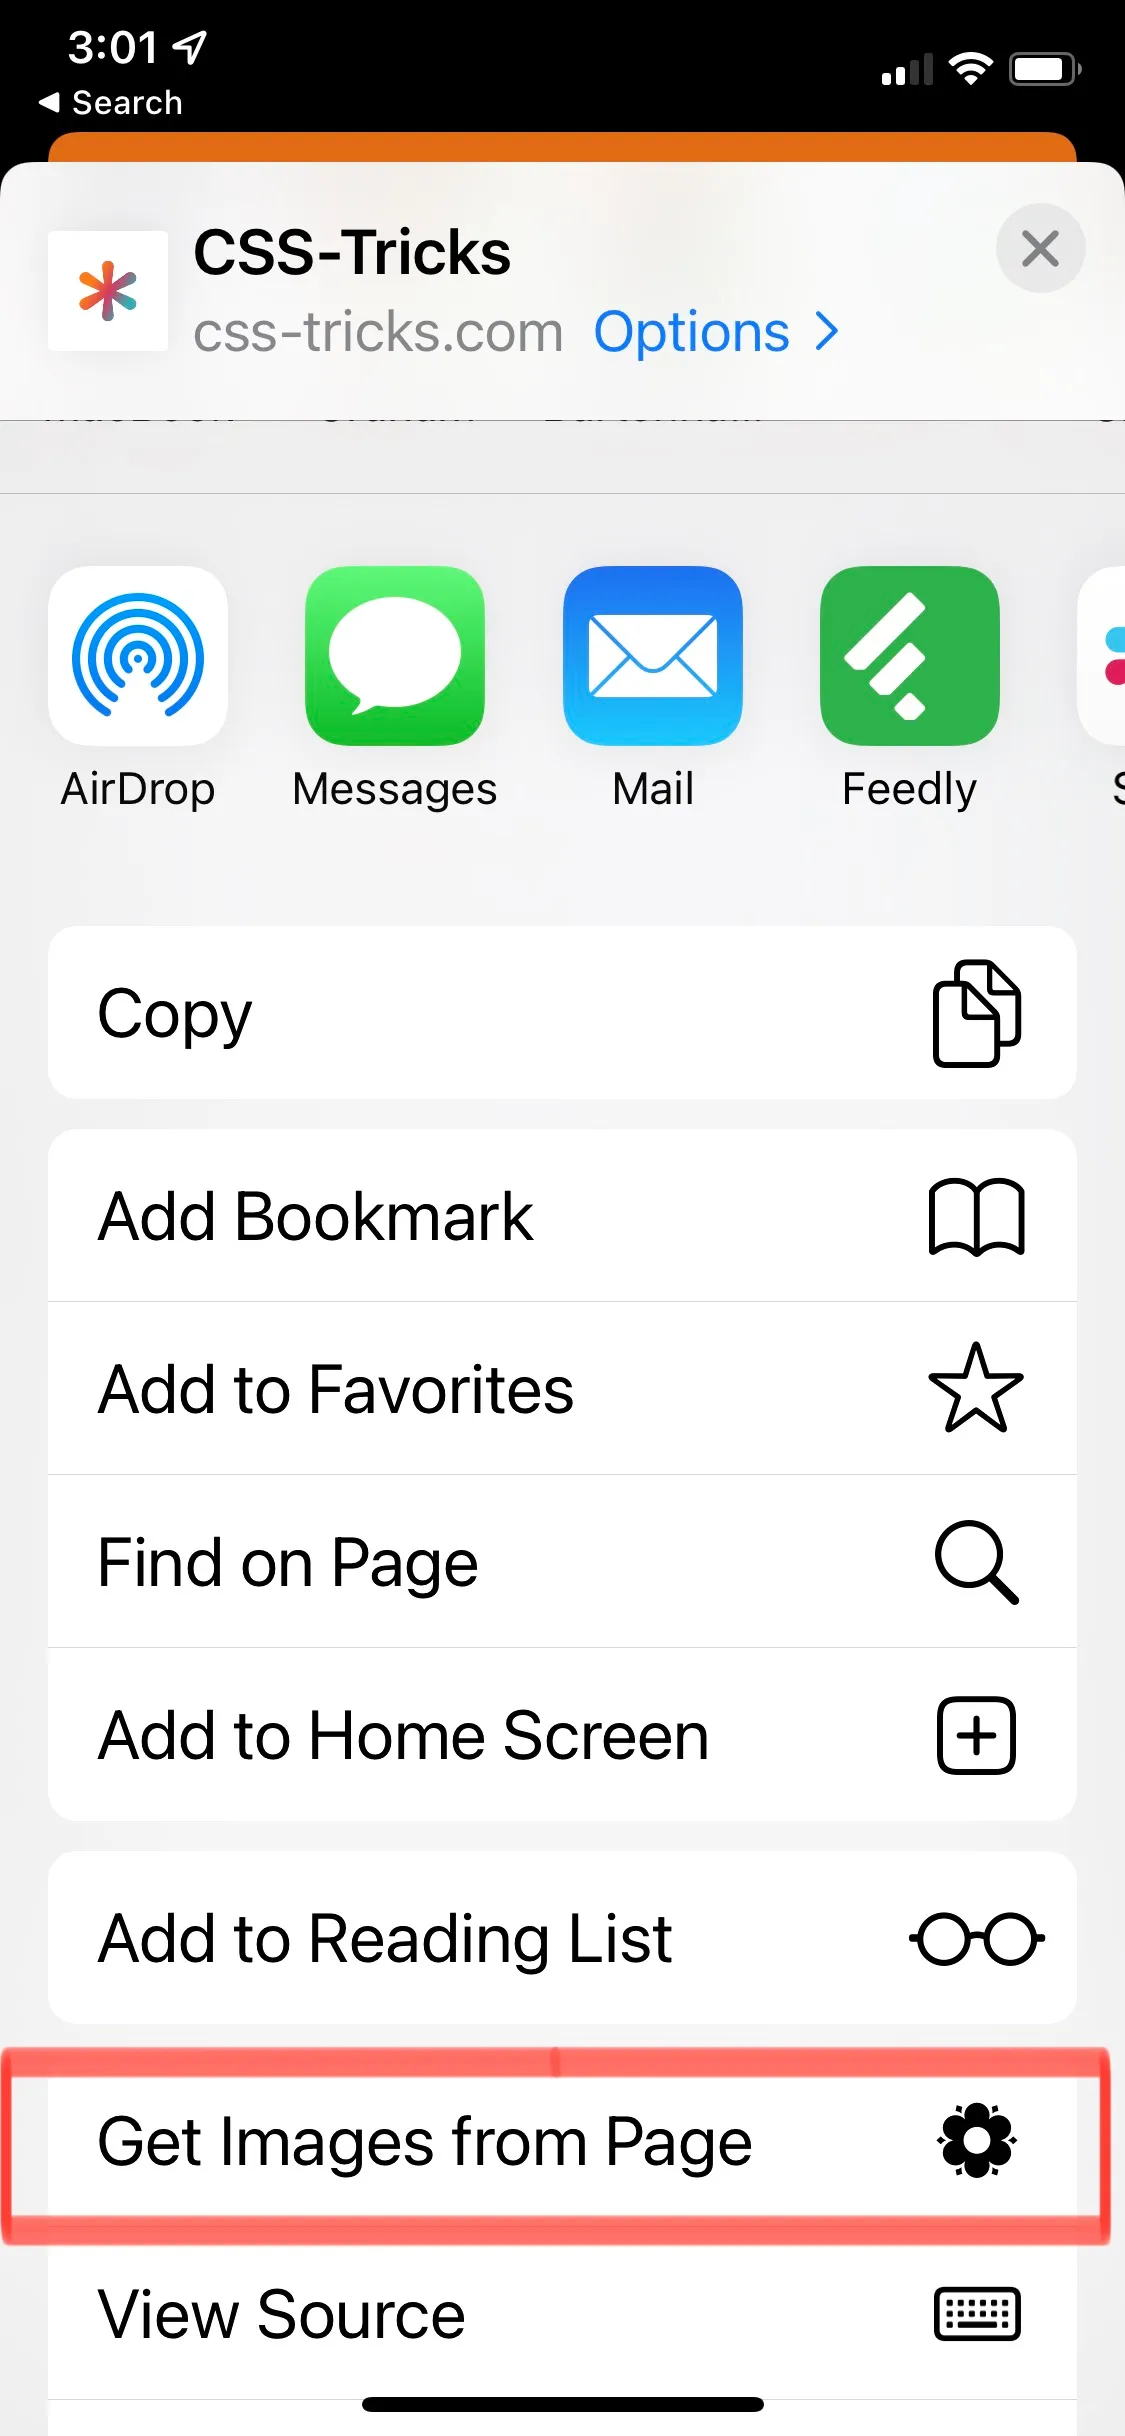 3:01
Search
CSS-Tricks
css-tricks.com Options
AirDrop
Messages
Mail
Feedly
Copy
Add Bookmark
Add to Favorites
Find on Page
Add to Home Screen
Add to Reading List
Get Images from Page
View Source